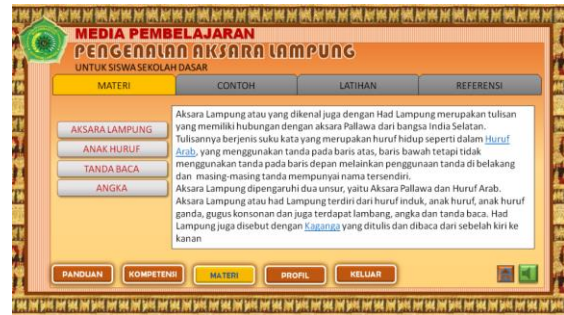 MEDIA PEMBELAJARAN
PENGENALAN AKSARA LAMPUNG
UNTUK SISWA SEKOLAH DASAR
MATERI CONTOH LATIHAN REFERENSI
AKSARA LAMPUNG
ANAK HURUF
TANDA BACA
ANGKA
Aksara Lampung atau yang dikenal juga dengan Had Lampung merupakan tulisan
yang memiliki hubungan dengan aksara Pallawa dari bangsa India Selatan.
Tulisannya berjenis suku kata yang merupakan huruf hidup seperti dalam Huruf
Arab, yang menggunakan tanda pada baris atas, baris bawah tetapi tidak
menggunakan tanda pada baris depan melainkan penggunaan tanda di belakang
dan masing-masing tanda mempunyai nama tersendiri.
Aksara Lampung dipengaruhi dua unsur, yaitu Aksara Pallawa dan Huruf Arab.
Aksara Lampung atau had Lampung terdiri dari huruf induk, anak huruf, anak huruf
ganda, gugus konsonan dan juga terdapat lambang, angka dan tanda baca. Had
Lampung juga disebut dengan Kaganga yang ditulis dan dibaca dari sebelah kiri ke
kanan
PANDUAN KOMPETENSI MATERI PROFIL KELUAR